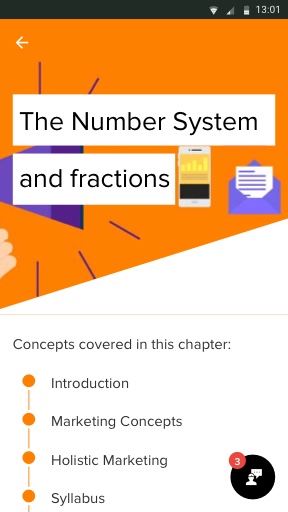 13:01
The Number System
and fractions
Concepts covered in this chapter:
Introduction
Marketing Concepts
Holistic Marketing
Syllabus
3